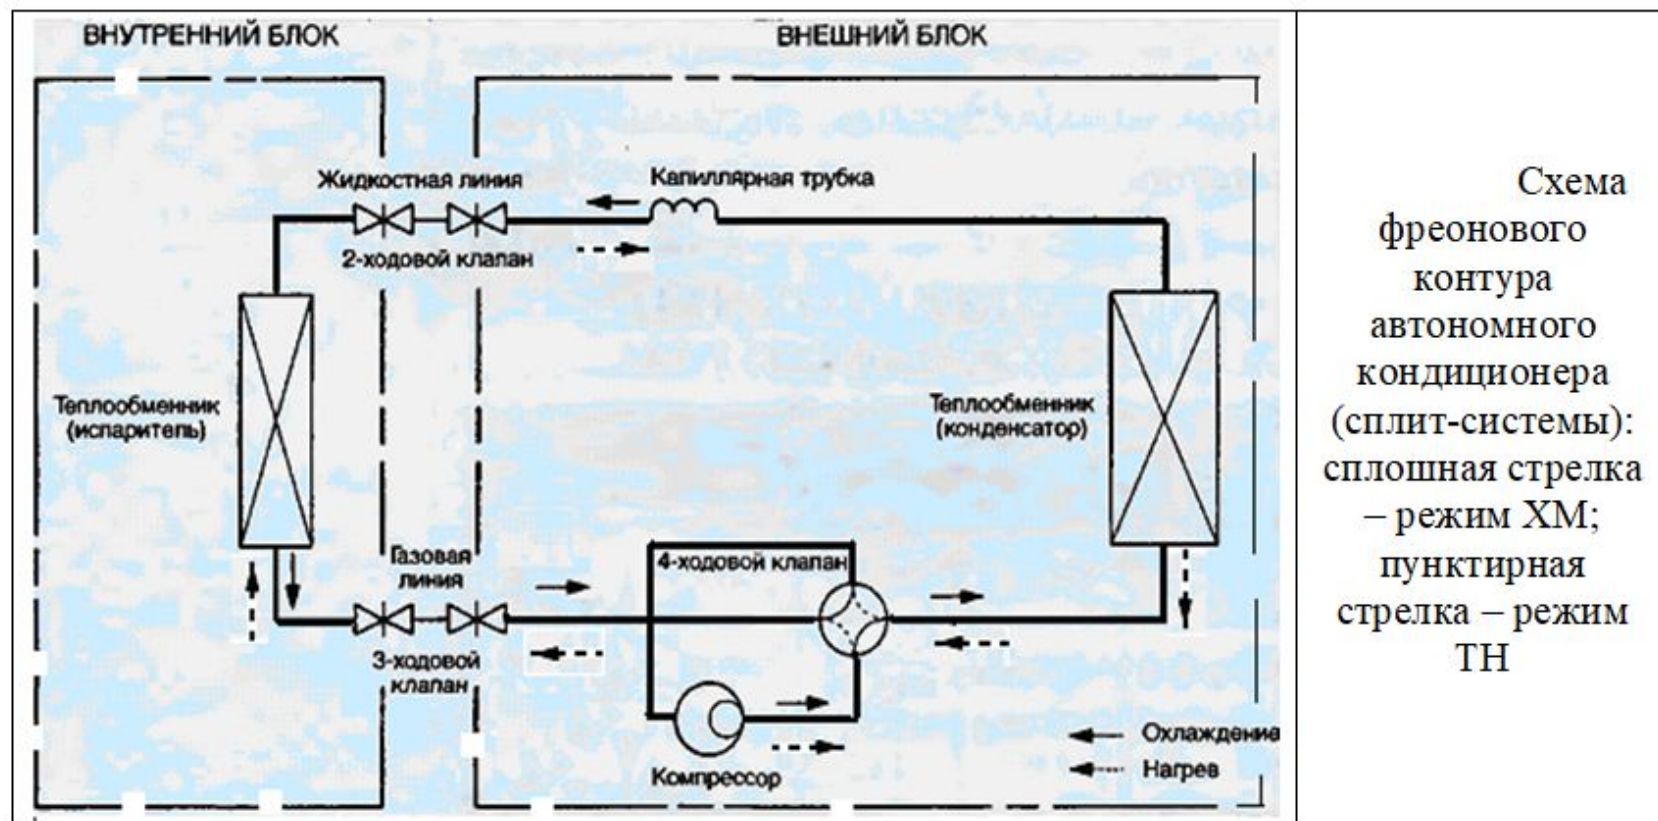 ВНУТРЕННИЙ БЛОК
ВНЕШНИЙ БЛОК
Жидкостная линия
Капиллярная трубка
2-ходовой клапан
Теплообменник
(испаритель)
Теплообменник
(конденсатор)
Газовая
линия
4-ходовой клапан
3-ходовой
клапан
Компрессор
Охлаждение
Нагрев
Схема
фреонового
контура
автономного
кондиционера
(сплит-системы):
сплошная стрелка
– режим ХМ;
пунктирная
стрелка – режим
ТН